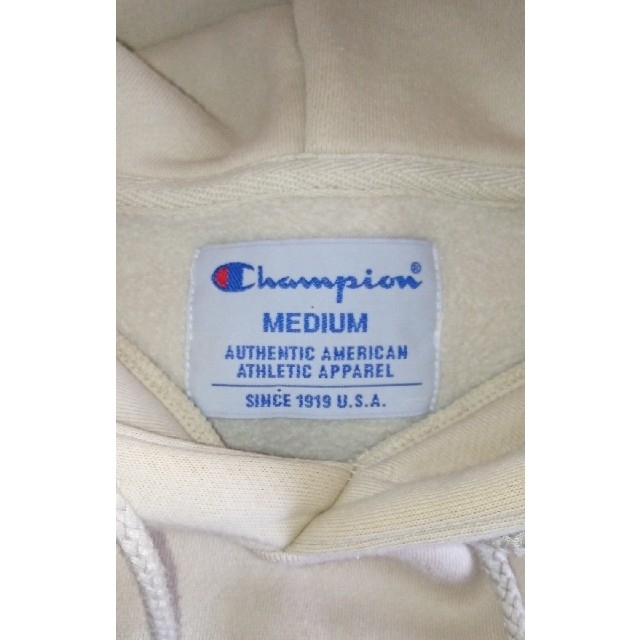 Champion®
MEDIUM
AUTHENTIC AMERICAN
ATHLETIC APPAREL
SINCE 1919 U.S.A.